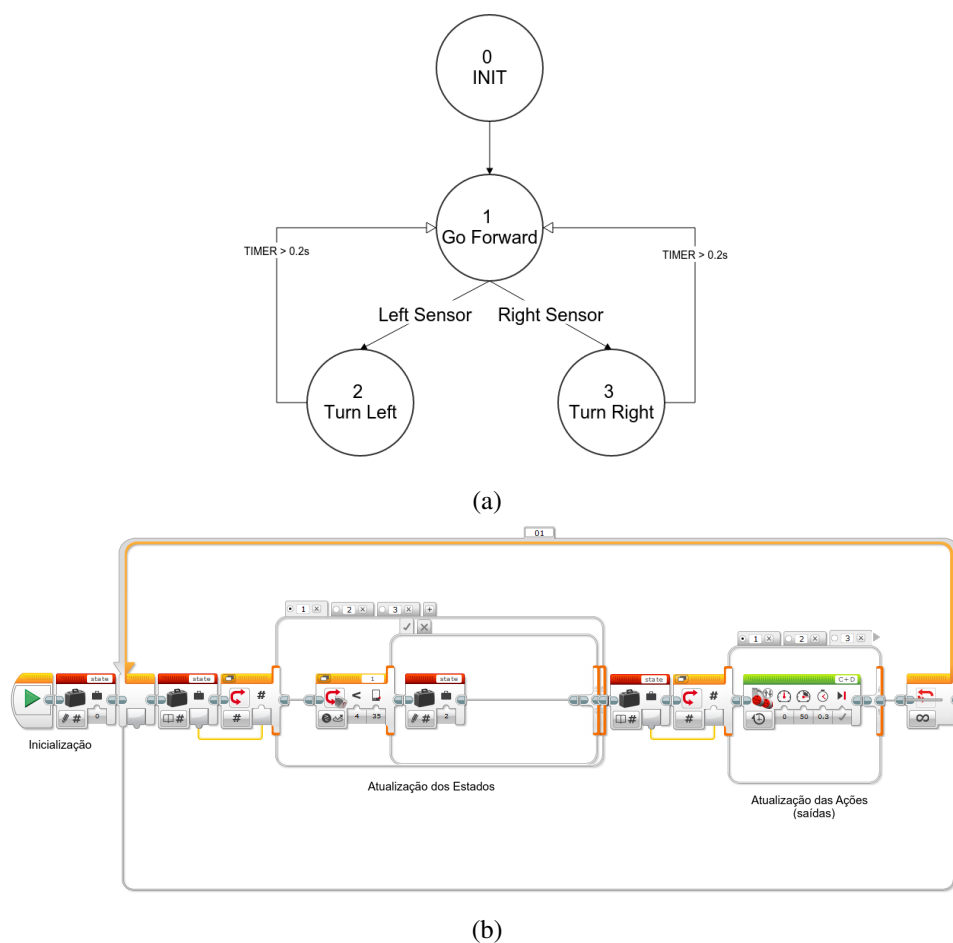 0
INIT
1
Go Forward
TIMER > 0.2s
TIMER > 0.2s
Left Sensor
Right Sensor
2
Turn Left
3
Turn Right
(a)
01
1 2 3 +
1 2 3
state
state
#
1
state
state
#
C+D
#
0
#
#
< 4 35
#
2
#
#
0 50 0.3
∞
Inicialização
Atualização dos Estados
Atualização das Ações
(saídas)
(b)